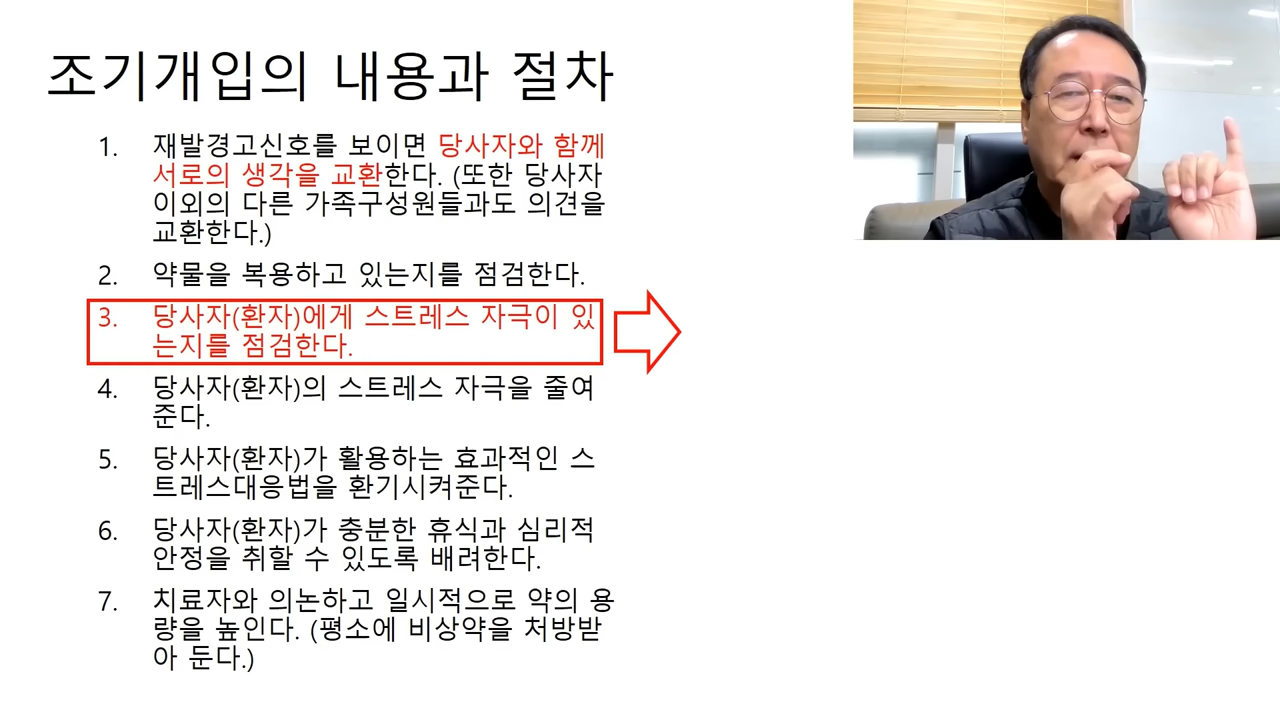 조기개입의 내용과 절차
1. 재발경고신호를 보이면 당사자와 함께
서로의 생각을 교환한다. (또한 당사자
이외의 다른 가족구성원들과도 의견을
교환한다.)
2. 약물을 복용하고 있는지를 점검한다.
3. 당사자(환자)에게 스트레스 자극이 있
는지를 점검한다.
4. 당사자(환자)의 스트레스 자극을 줄여
준다.
5. 당사자(환자)가 활용하는 효과적인 스
트레스대응법을 환기시켜준다.
6. 당사자(환자)가 충분한 휴식과 심리적
안정을 취할 수 있도록 배려한다.
7. 치료자와 의논하고 일시적으로 약의 용
량을 높인다. (평소에 비상약을 처방받
아 둔다.)